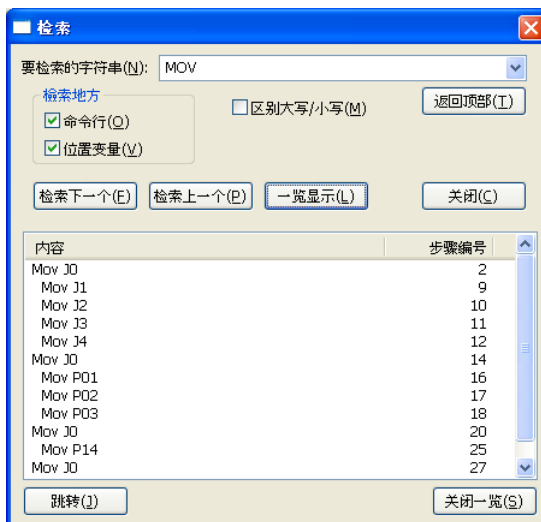 检索
要检索的字符串(N): MOV
檢索地方
区别大写/小写(M)
返回顶部(T)
命令行(O)
位置变量(V)
检索下一个(F) 检索上一个(P) 一览显示(L) 关闭(C)
内容 步骤编号
Mov J0 2
Mov J1 9
Mov J2 10
Mov J3 11
Mov J4 12
Mov J0 14
Mov P01 16
Mov P02 17
Mov P03 18
Mov J0 20
Mov P14 25
Mov J0 27
跳转(J) 关闭一览(S)